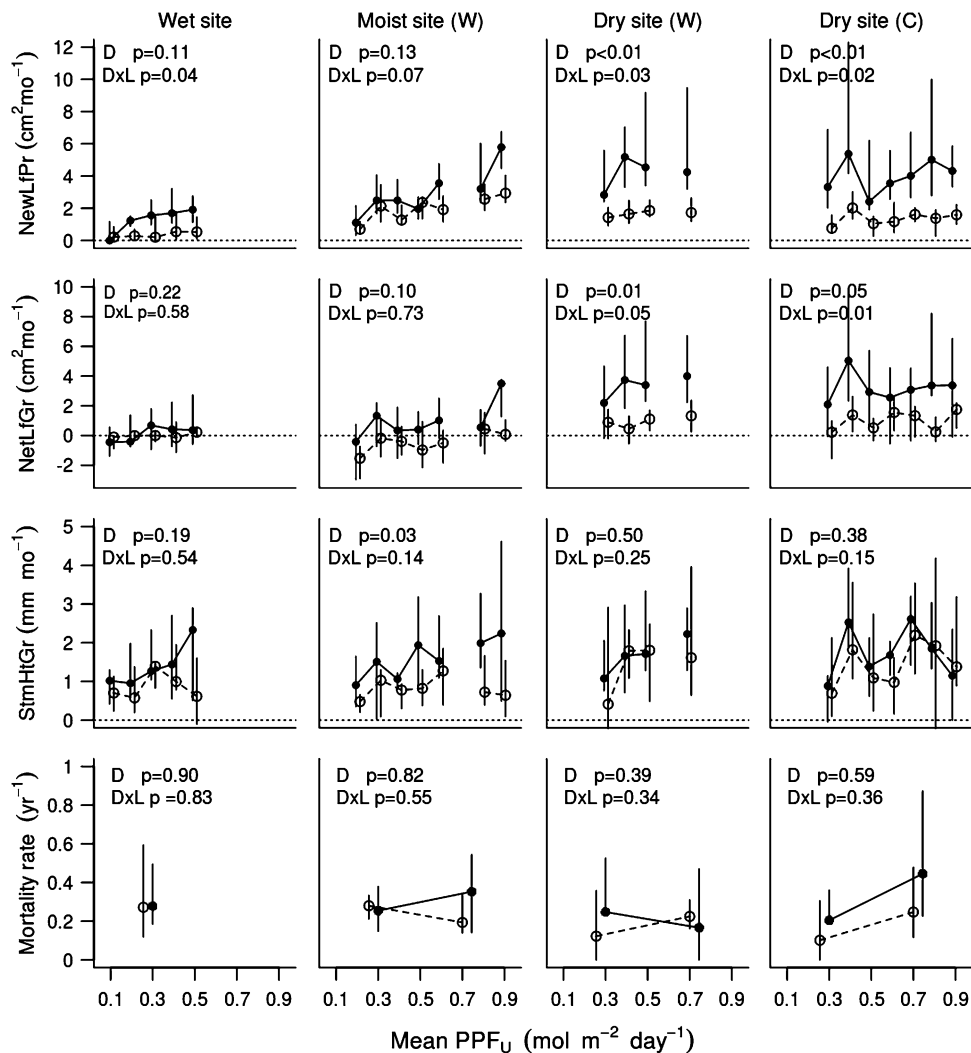 Wet site Moist site (W) Dry site (W) Dry site (C)
NewLfPr (cm²mo⁻¹)
12
10
8
6
4
2
0
D p=0.11
DxL p=0.04
D p=0.13
DxL p=0.07
D p<0.01
DxL p=0.03
D p<0.01
DxL p=0.02
NetLfGr (cm²mo⁻¹)
10
8
6
4
2
0
-2
D p=0.22
DxL p=0.58
D p=0.10
DxL p=0.73
D p=0.01
DxL p=0.05
D p=0.05
DxL p=0.01
StmHtGr (mm mo⁻¹)
5
4
3
2
1
0
D p=0.19
DxL p=0.54
D p=0.03
DxL p=0.14
D p=0.50
DxL p=0.25
D p=0.38
DxL p=0.15
Mortality rate (yr⁻¹)
1
0.8
0.6
0.4
0.2
0
D p=0.90
DxL p =0.83
D p=0.82
DxL p=0.55
D p=0.39
DxL p=0.34
D p=0.59
DxL p=0.36
0.1 0.3 0.5 0.7 0.9 0.1 0.3 0.5 0.7 0.9 0.1 0.3 0.5 0.7 0.9 0.1 0.3 0.5 0.7 0.9
Mean PPF_U (mol m⁻² day⁻¹)